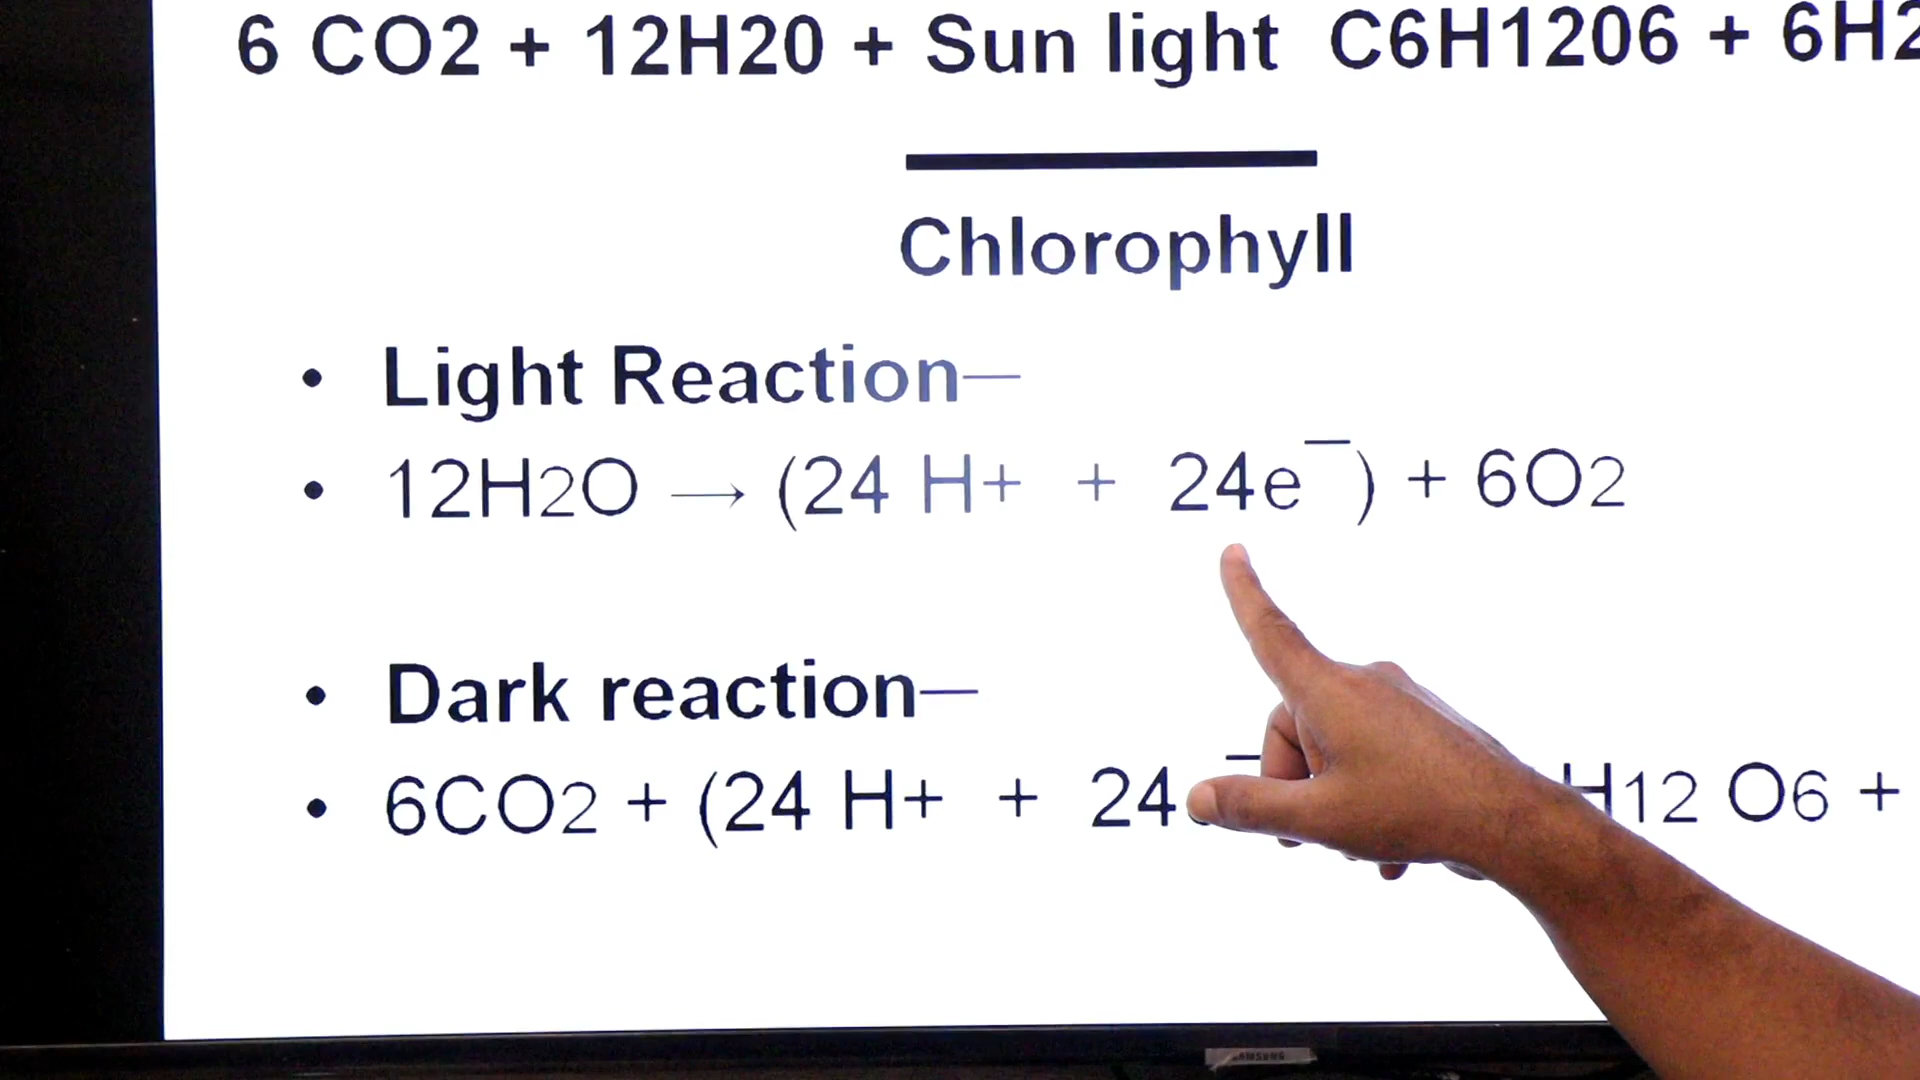 6 CO2 + 12H20 + Sun light C6H1206 + 6H2
Chlorophyll
• Light Reaction—
• 12H2O → (24 H+ + 24e⁻) + 6O2
• Dark reaction—
• 6CO2 + (24 H+ + 24 H12 O6 +
SAMSUNG